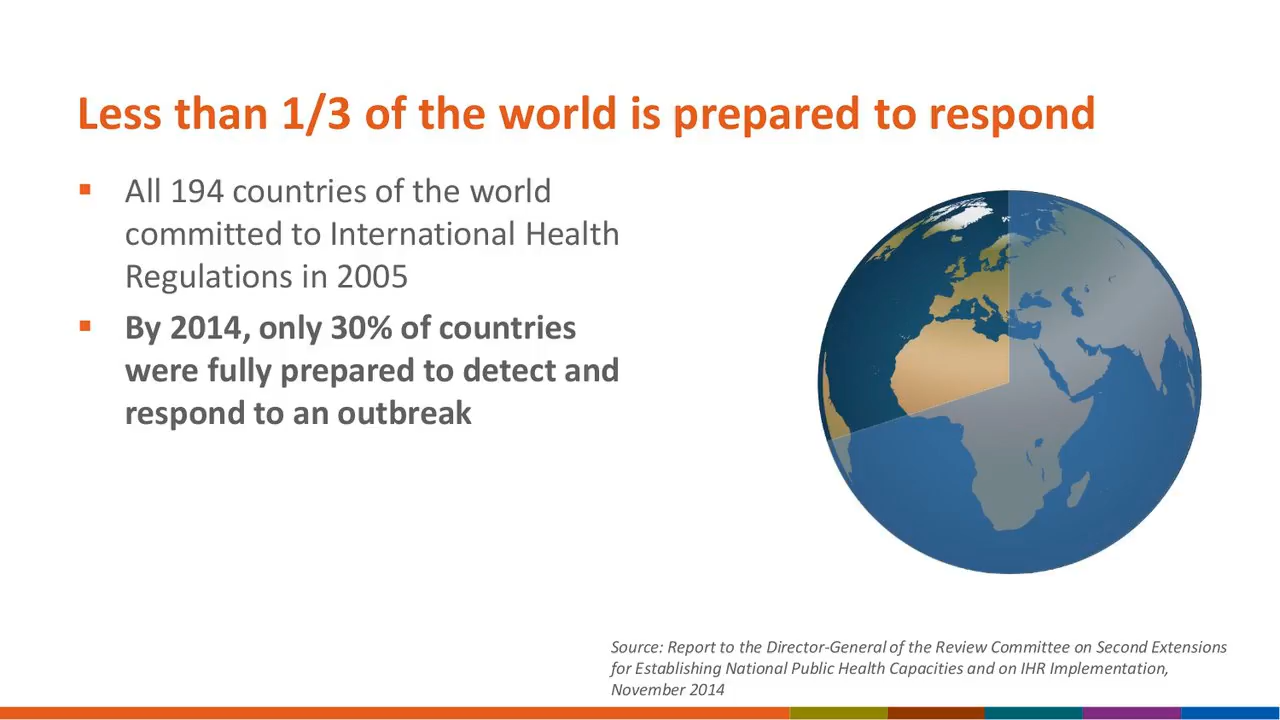 Less than 1/3 of the world is prepared to respond
▪ All 194 countries of the world
committed to International Health
Regulations in 2005
▪ By 2014, only 30% of countries
were fully prepared to detect and
respond to an outbreak
Source: Report to the Director-General of the Review Committee on Second Extensions
for Establishing National Public Health Capacities and on IHR Implementation,
November 2014